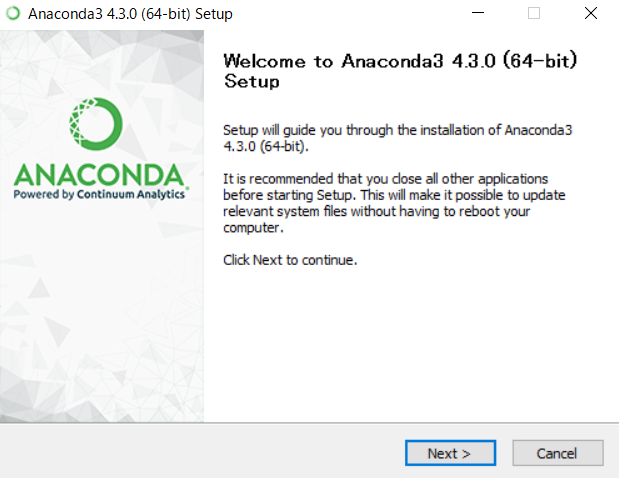 Anaconda3 4.3.0 (64-bit) Setup
Welcome to Anaconda3 4.3.0 (64-bit)
Setup
ANACONDA
Powered by Continuum Analytics
Setup will guide you through the installation of Anaconda3
4.3.0 (64-bit).
It is recommended that you close all other applications
before starting Setup. This will make it possible to update
relevant system files without having to reboot your
computer.
Click Next to continue.
Next >
Cancel